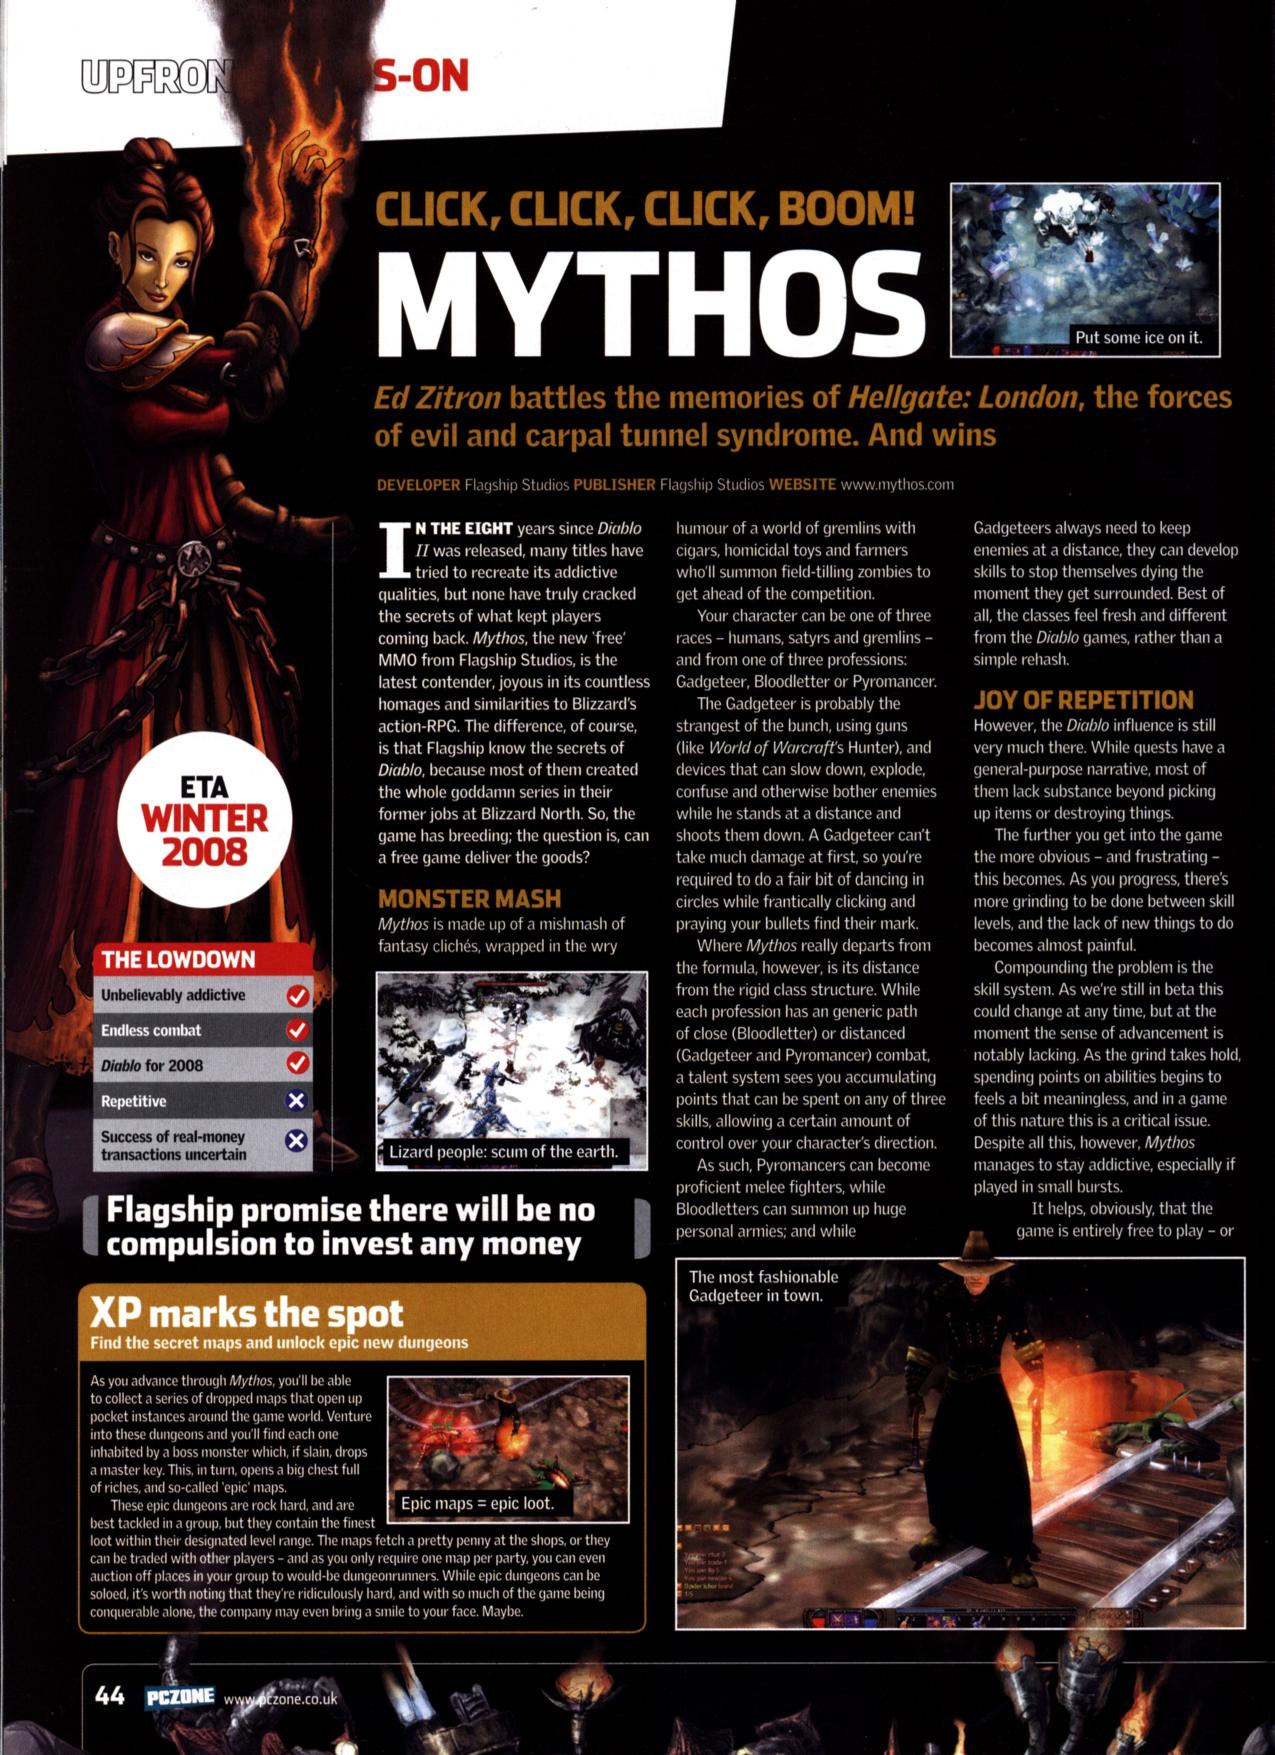 UPFRON
S-ON
CLICK, CLICK, CLICK, BOOM!
MYTHOS
Put some ice on it.
Ed Zitron battles the memories of Hellgate: London, the forces
of evil and carpal tunnel syndrome. And wins
DEVELOPER Flagship Studios PUBLISHER Flagship Studios WEBSITE www.mythos.com
IN THE EIGHT years since Diablo
II was released, many titles have
tried to recreate its addictive
qualities, but none have truly cracked
the secrets of what kept players
coming back. Mythos, the new 'free'
MMO from Flagship Studios, is the
latest contender, joyous in its countless
homages and similarities to Blizzard's
action-RPG. The difference, of course,
is that Flagship know the secrets of
Diablo, because most of them created
the whole goddamn series in their
former jobs at Blizzard North. So, the
game has breeding; the question is, can
a free game deliver the goods?
MONSTER MASH
Mythos is made up of a mishmash of
fantasy clichés, wrapped in the wry
Lizard people: scum of the earth.
humour of a world of gremlins with
cigars, homicidal toys and farmers
who'll summon field-tilling zombies to
get ahead of the competition.
Your character can be one of three
races – humans, satyrs and gremlins –
and from one of three professions:
Gadgeteer, Bloodletter or Pyromancer.
The Gadgeteer is probably the
strangest of the bunch, using guns
(like World of Warcraft's Hunter), and
devices that can slow down, explode,
confuse and otherwise bother enemies
while he stands at a distance and
shoots them down. A Gadgeteer can't
take much damage at first, so you're
required to do a fair bit of dancing in
circles while frantically clicking and
praying your bullets find their mark.
Where Mythos really departs from
the formula, however, is its distance
from the rigid class structure. While
each profession has an generic path
of close (Bloodletter) or distanced
(Gadgeteer and Pyromancer) combat,
a talent system sees you accumulating
points that can be spent on any of three
skills, allowing a certain amount of
control over your character's direction.
As such, Pyromancers can become
proficient melee fighters, while
Bloodletters can summon up huge
personal armies; and while
Gadgeteers always need to keep
enemies at a distance, they can develop
skills to stop themselves dying the
moment they get surrounded. Best of
all, the classes feel fresh and different
from the Diablo games, rather than a
simple rehash.
JOY OF REPETITION
However, the Diablo influence is still
very much there. While quests have a
general-purpose narrative, most of
them lack substance beyond picking
up items or destroying things.
The further you get into the game
the more obvious – and frustrating –
this becomes. As you progress, there's
more grinding to be done between skill
levels, and the lack of new things to do
becomes almost painful.
Compounding the problem is the
skill system. As we're still in beta this
could change at any time, but at the
moment the sense of advancement is
notably lacking. As the grind takes hold,
spending points on abilities begins to
feels a bit meaningless, and in a game
of this nature this is a critical issue.
Despite all this, however, Mythos
manages to stay addictive, especially if
played in small bursts.
It helps, obviously, that the
game is entirely free to play – or
ETA
WINTER
2008
THE LOWDOWN
Unbelievably addictive
Endless combat
Diablo for 2008
Repetitive
Success of real-money
transactions uncertain
Flagship promise there will be no
compulsion to invest any money
XP marks the spot
Find the secret maps and unlock epic new dungeons
As you advance through Mythos, you'll be able
to collect a series of dropped maps that open up
pocket instances around the game world. Venture
into these dungeons and you'll find each one
inhabited by a boss monster which, if slain, drops
a master key. This, in turn, opens a big chest full
of riches, and so-called 'epic' maps.
These epic dungeons are rock hard, and are
best tackled in a group, but they contain the finest
loot within their designated level range. The maps fetch a pretty penny at the shops, or they
can be traded with other players – and as you only require one map per party, you can even
auction off places in your group to would-be dungeonrunners. While epic dungeons can be
soloed, it's worth noting that they're ridiculously hard, and with so much of the game being
conquerable alone, the company may even bring a smile to your face. Maybe.
Epic maps = epic loot.
The most fashionable
Gadgeteer in town.
44 PCZONE www.pczone.co.uk